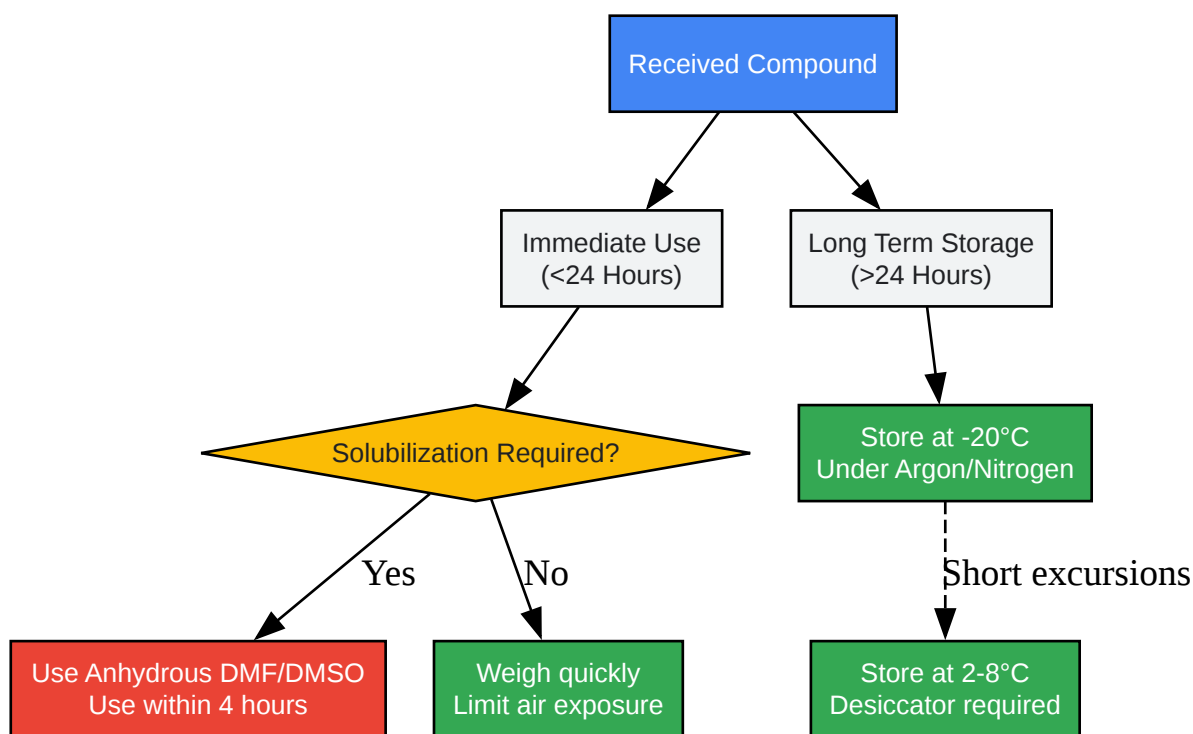 Received Compound
Immediate Use
(<24 Hours)
Long Term Storage
(>24 Hours)
Solubilization Required?
Store at -20°C
Under Argon/Nitrogen
Yes
No
Short excursions
Use Anhydrous DMF/DMSO
Use within 4 hours
Weigh quickly
Limit air exposure
Store at 2-8°C
Desiccator required